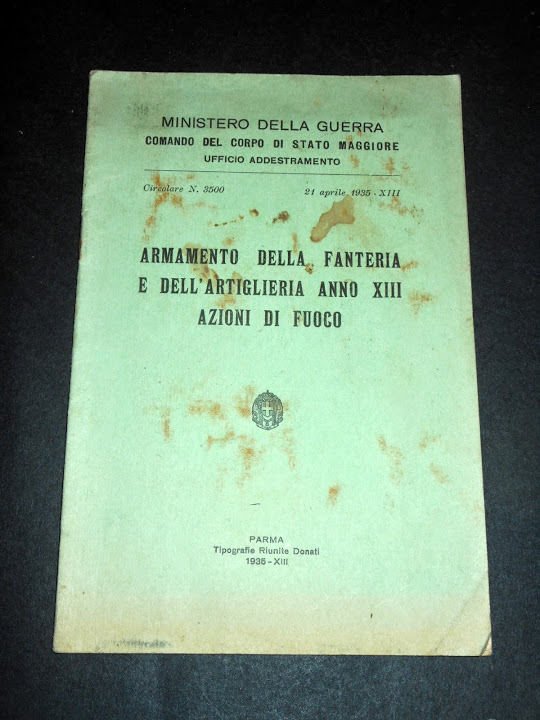 MINISTERO DELLA GUERRA
COMANDO DEL CORPO DI STATO MAGGIORE
UFFICIO ADDESTRAMENTO
Circolare N. 3500 21 aprile 1935 - XIII
ARMAMENTO DELLA FANTERIA
E DELL'ARTIGLIERIA ANNO XIII
AZIONI DI FUOCO
PARMA
Tipografie Riunite Donati
1935 - XIII